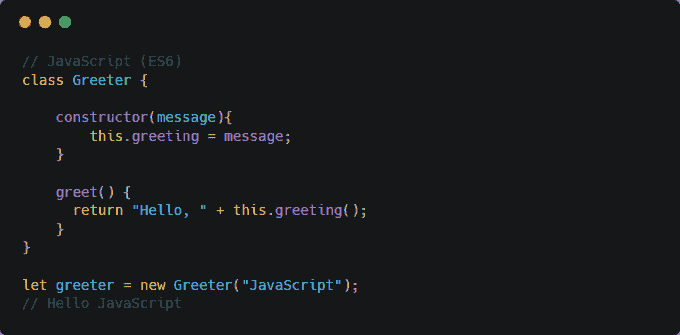 // JavaScript (ES6)
class Greeter {
constructor(message){
this.greeting = message;
}
greet() {
return "Hello, " + this.greeting();
}
}
let greeter = new Greeter("JavaScript");
// Hello JavaScript